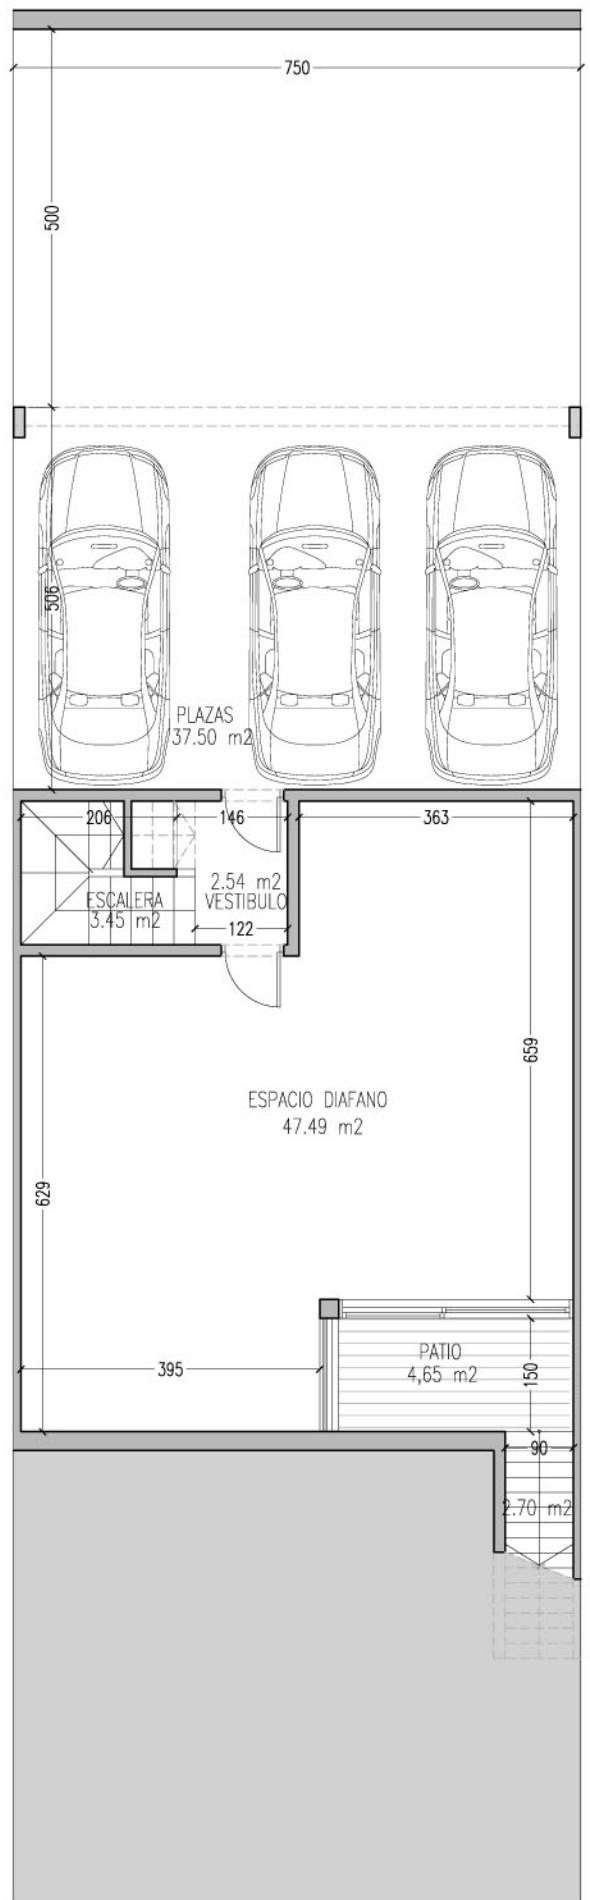 750
500
506
PLAZAS
37.50 m2
206
146
363
2.54 m2
VESTIBULO
ESCALERA
3.45 m2
122
659
ESPACIO DIAFANO
47.49 m2
629
PATIO
4,65 m2
395
150
90
2.70 m2